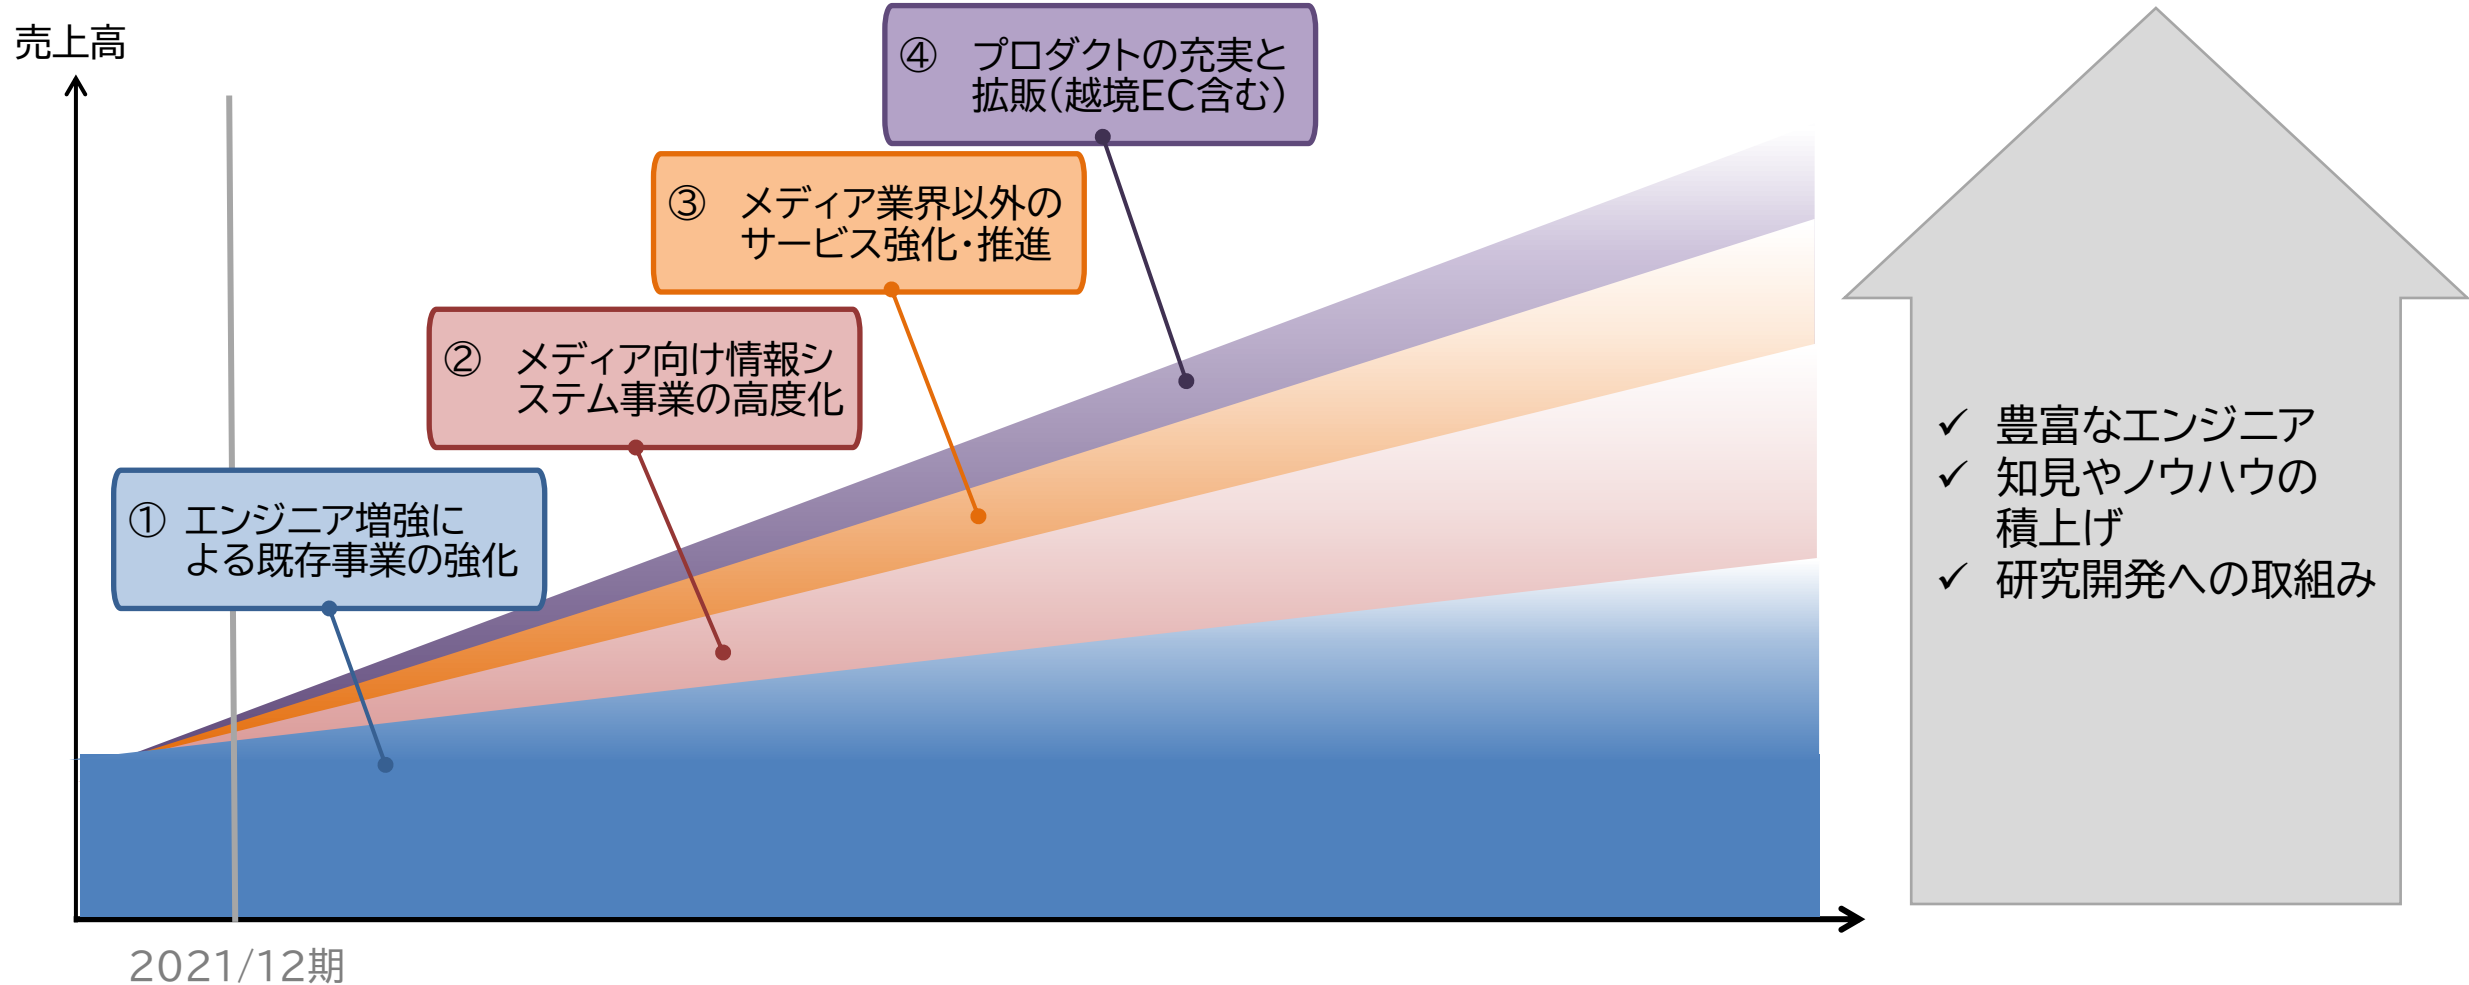 売上高
④ プロダクトの充実と
拡販(越境EC含む)
③ メディア業界以外の
サービス強化・推進
② メディア向け情報シ
ステム事業の高度化
① エンジニア増強に
よる既存事業の強化
2021/12期
✓ 豊富なエンジニア
✓ 知見やノウハウの
積上げ
✓ 研究開発への取組み